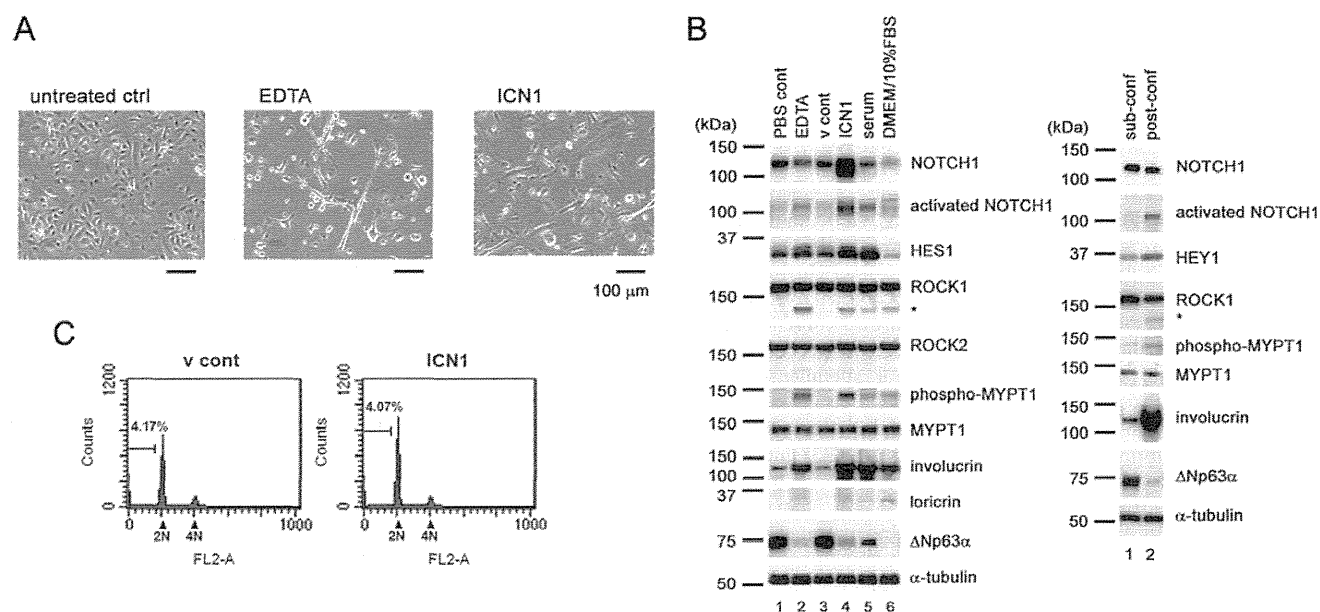 A
untreated ctrl
EDTA
ICN1
100 μm
B
PBS cont
EDTA
v cont
ICN1
serum
DMEM/10%FBS
(kDa)
150
100
NOTCH1
100
activated NOTCH1
37
HES1
150
ROCK1
*
150
ROCK2
150
phospho-MYPT1
150
MYPT1
150
100
involucrin
37
loricrin
75
ΔNp63α
50
α-tubulin
1 2 3 4 5 6
sub-conf
post-conf
(kDa)
150
100
NOTCH1
100
activated NOTCH1
37
HEY1
150
ROCK1
*
150
phospho-MYPT1
150
MYPT1
150
100
involucrin
75
ΔNp63α
50
α-tubulin
1 2
C
v cont
1200
Counts
0
4.17%
0
1000
2N 4N
FL2-A
ICN1
1200
Counts
0
4.07%
0
1000
2N 4N
FL2-A